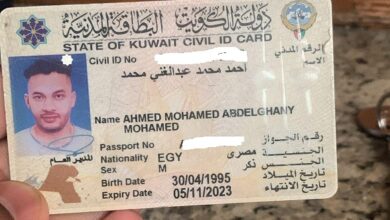 دولة الكويت البطاقة المدنية
STATE OF KUWAIT CIVIL ID CARD
Civil ID NO الرقم المدني
أحمد محمد عبدالغني محمد
Name AHMED MOHAMED ABDELGHANY
MOHAMED
Passport No رقم الجواز
Nationality EGY مصري الجنسية
Sex M ذكر الجنس
Birth Date 30/04/1995 تاريخ الميلاد
Expiry Date 05/11/2023 تاريخ الانتهاء
المدير العام